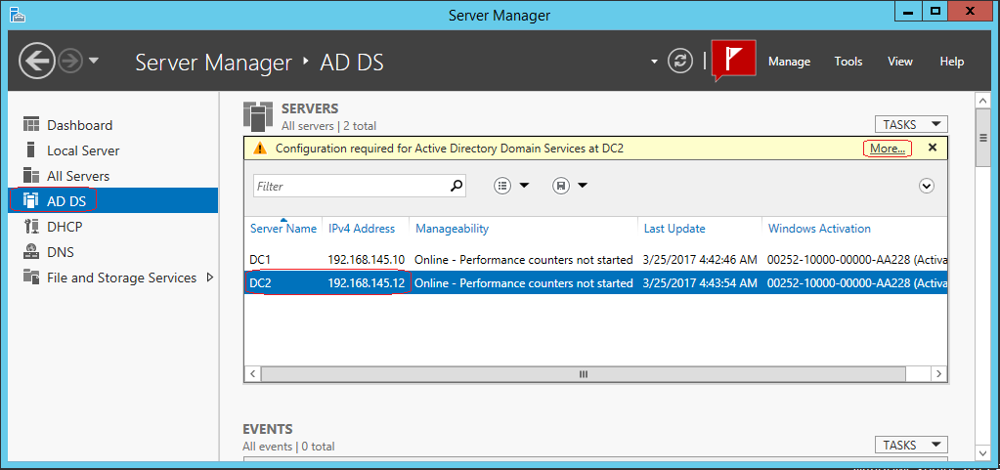 Server Manager
Server Manager ‣ AD DS
Manage Tools View Help
Dashboard
Local Server
All Servers
AD DS
DHCP
DNS
File and Storage Services
SERVERS
All servers | 2 total
TASKS
Configuration required for Active Directory Domain Services at DC2 More...
Filter
Server Name IPv4 Address Manageability Last Update Windows Activation
DC1 192.168.145.10 Online - Performance counters not started 3/25/2017 4:42:46 AM 00252-10000-00000-AA228 (Activa
DC2 192.168.145.12 Online - Performance counters not started 3/25/2017 4:43:54 AM 00252-10000-00000-AA228 (Activa
EVENTS
All events | 0 total
TASKS